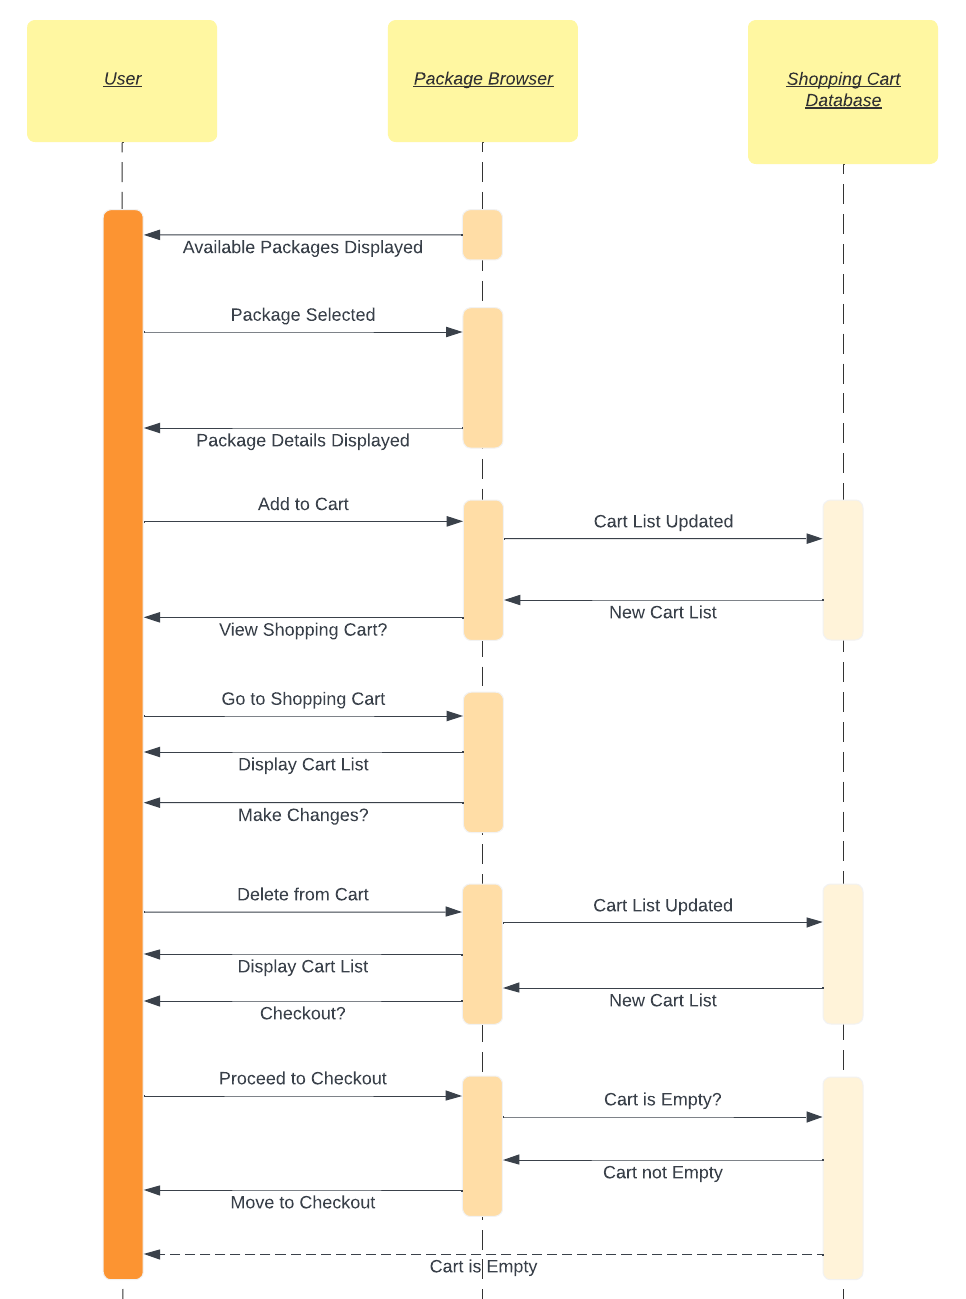 User
Package Browser
Shopping Cart
Database
Available Packages Displayed
Package Selected
Package Details Displayed
Add to Cart
Cart List Updated
New Cart List
View Shopping Cart?
Go to Shopping Cart
Display Cart List
Make Changes?
Delete from Cart
Cart List Updated
Display Cart List
New Cart List
Checkout?
Proceed to Checkout
Cart is Empty?
Cart not Empty
Move to Checkout
Cart is Empty